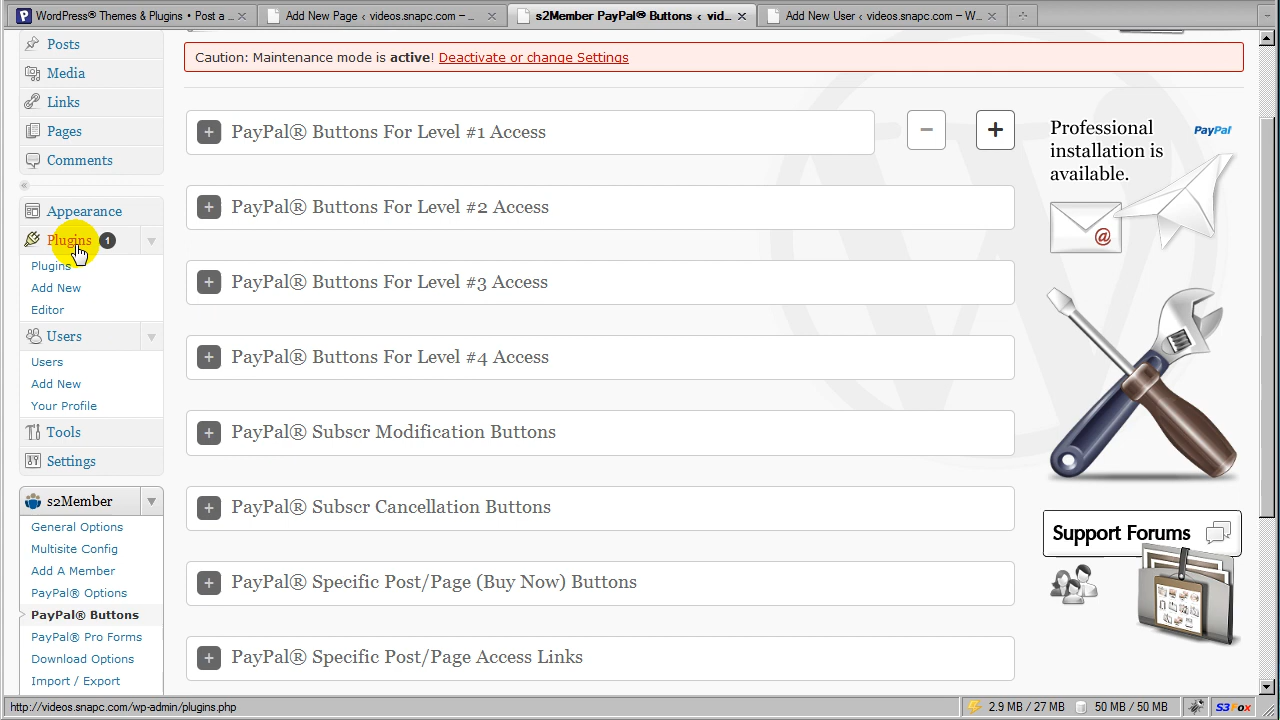 WordPress® Themes & Plugins • Post a ...
Add New Page ‹ videos.snapc.com — ...
s2Member PayPal® Buttons ‹ vid...
Add New User ‹ videos.snapc.com — W...
Posts
Media
Links
Pages
Comments
Appearance
Plugins 1
Plugins
Add New
Editor
Users
Users
Add New
Your Profile
Tools
Settings
s2Member
General Options
Multisite Config
Add A Member
PayPal® Options
PayPal® Buttons
PayPal® Pro Forms
Download Options
Import / Export
Caution: Maintenance mode is active! Deactivate or change Settings
PayPal® Buttons For Level #1 Access
PayPal® Buttons For Level #2 Access
PayPal® Buttons For Level #3 Access
PayPal® Buttons For Level #4 Access
PayPal® Subscr Modification Buttons
PayPal® Subscr Cancellation Buttons
PayPal® Specific Post/Page (Buy Now) Buttons
PayPal® Specific Post/Page Access Links
Professional
installation is
available.
PayPal
@
Support Forums
http://videos.snapc.com/wp-admin/plugins.php
2.9 MB / 27 MB
50 MB / 50 MB
S3Fox